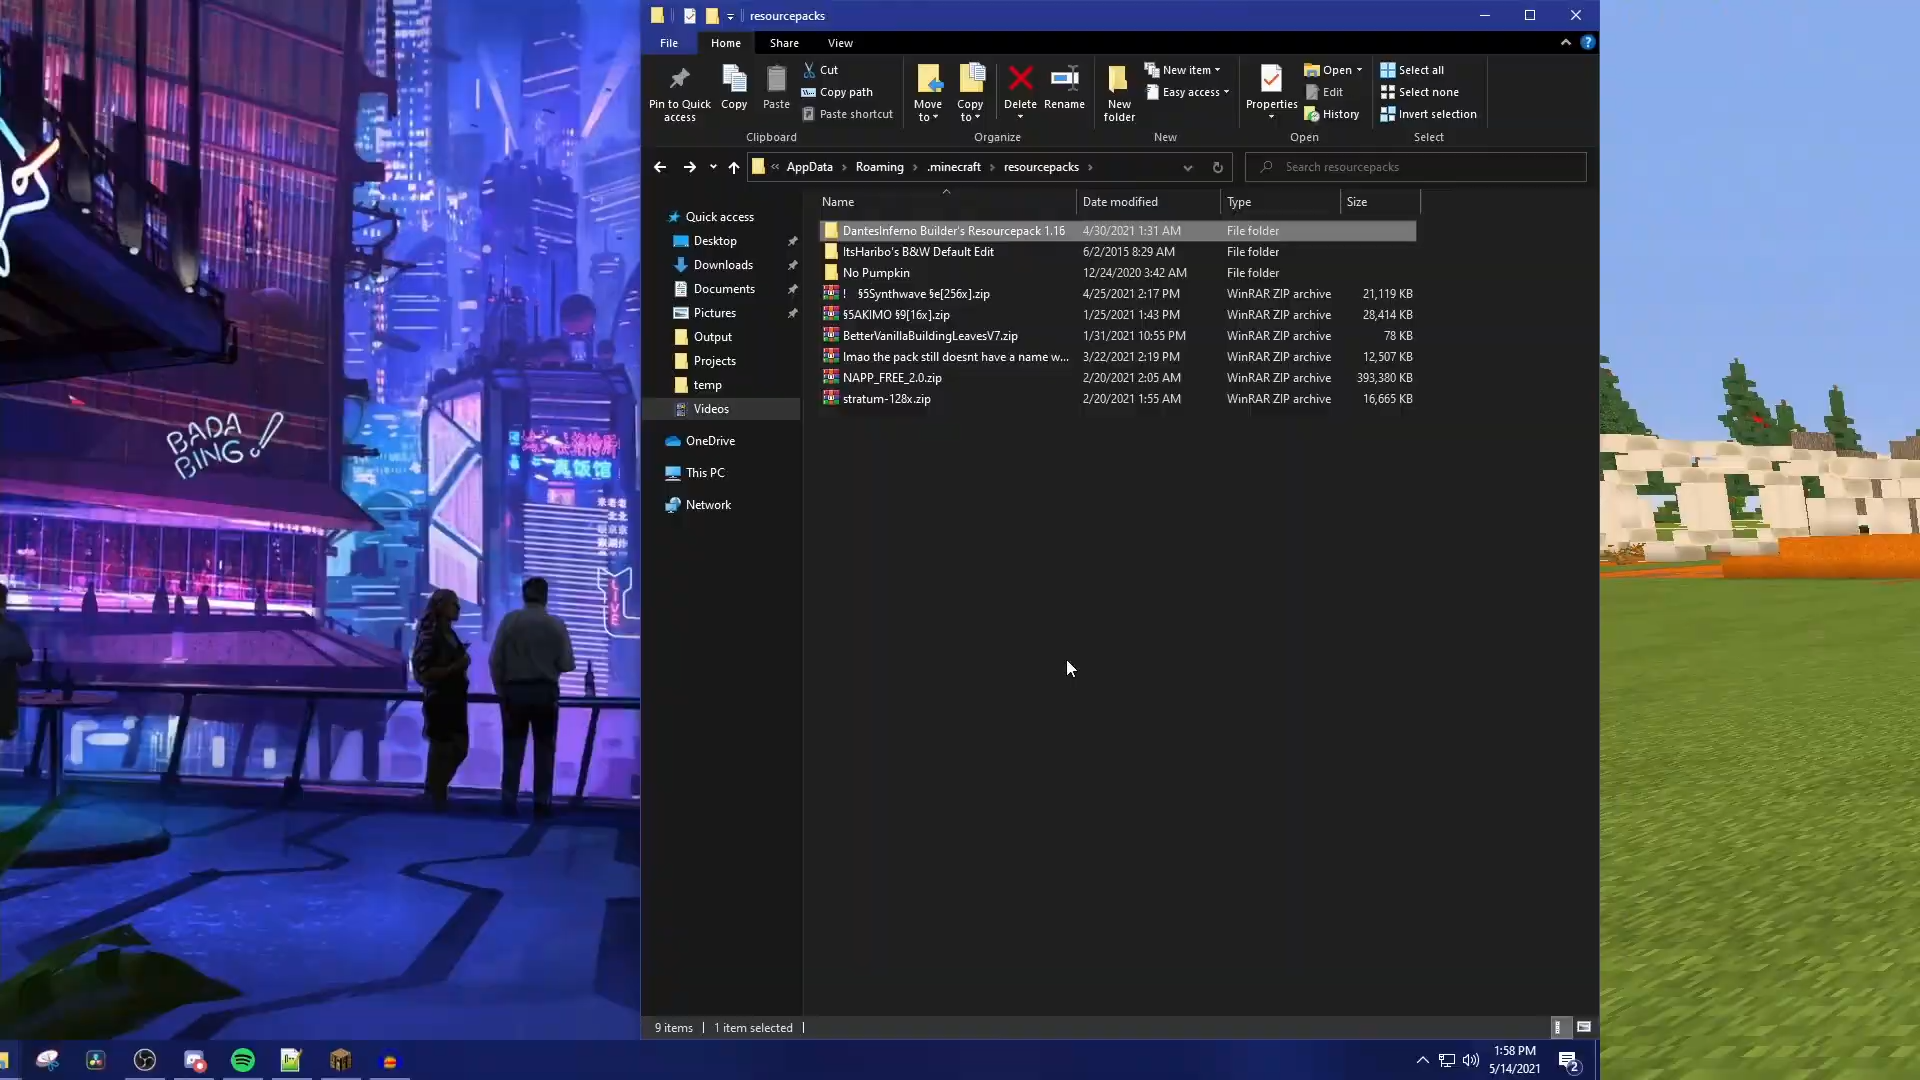 resourcepacks
File Home Share View
Pin to Quick access
Copy
Paste
Cut
Copy path
Paste shortcut
Clipboard
Move to
Copy to
Delete
Rename
Organize
New folder
New item
Easy access
New
Properties
Open
Edit
History
Open
Select all
Select none
Invert selection
Select
« AppData › Roaming › .minecraft › resourcepacks ›
Search resourcepacks
Name Date modified Type Size
Quick access
Desktop
Downloads
Documents
Pictures
Output
Projects
temp
Videos
OneDrive
This PC
Network
DantesInferno Builder's Resourcepack 1.16 4/30/2021 1:31 AM File folder
ItsHaribo's B&W Default Edit 6/2/2015 8:29 AM File folder
No Pumpkin 12/24/2020 3:42 AM File folder
! §5Synthwave §e[256x].zip 4/25/2021 2:17 PM WinRAR ZIP archive 21,119 KB
§5AKIMO §9[16x].zip 1/25/2021 1:43 PM WinRAR ZIP archive 28,414 KB
BetterVanillaBuildingLeavesV7.zip 1/31/2021 10:55 PM WinRAR ZIP archive 78 KB
lmao the pack still doesnt have a name w... 3/22/2021 2:19 PM WinRAR ZIP archive 12,507 KB
NAPP_FREE_2.0.zip 2/20/2021 2:05 AM WinRAR ZIP archive 393,380 KB
stratum-128x.zip 2/20/2021 1:55 AM WinRAR ZIP archive 16,665 KB
BADA
BING !
真饭馆
LIVE
9 items 1 item selected
1:58 PM
5/14/2021
2